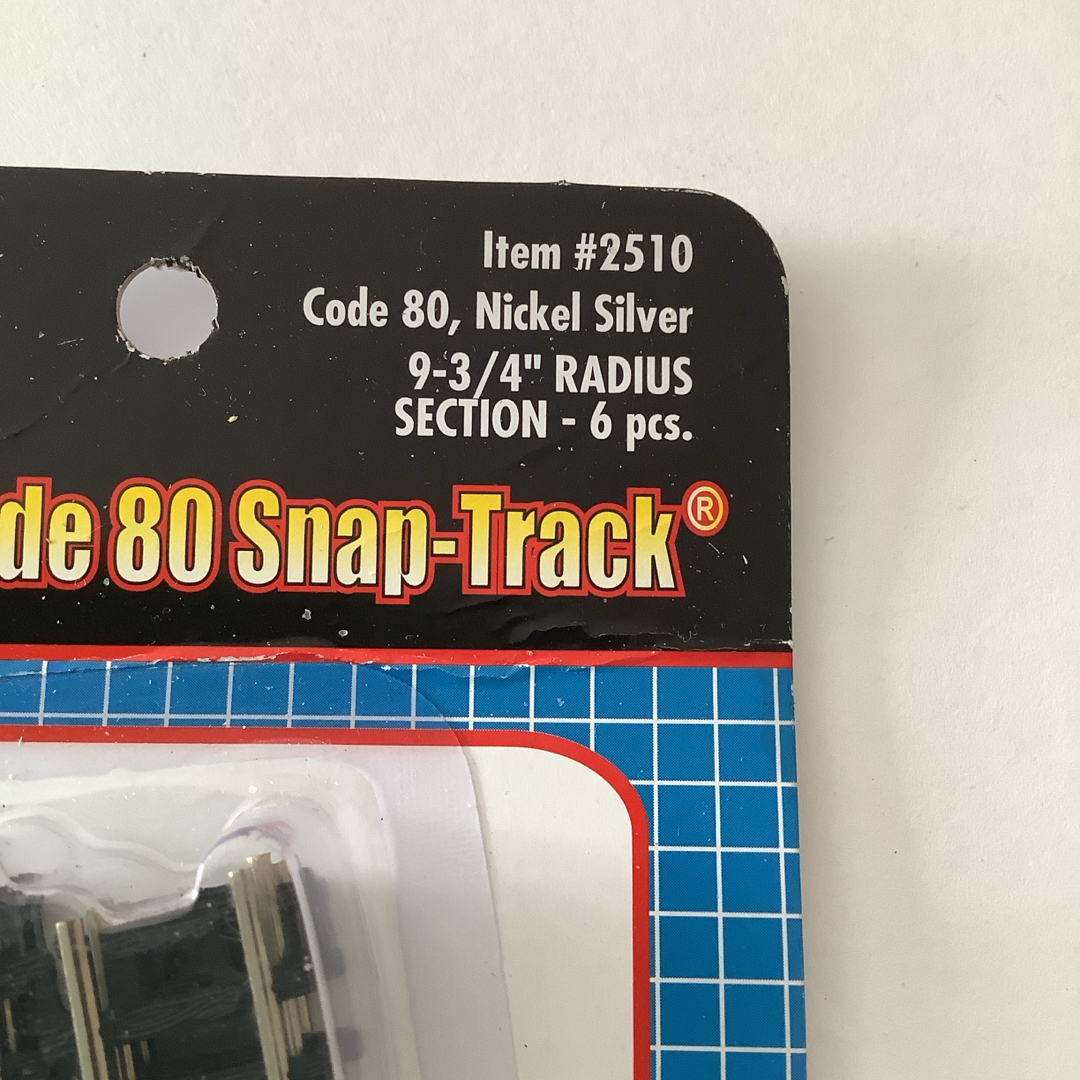 Item #2510
Code 80, Nickel Silver
9-3/4" RADIUS
SECTION - 6 pcs.
de 80 Snap-Track®